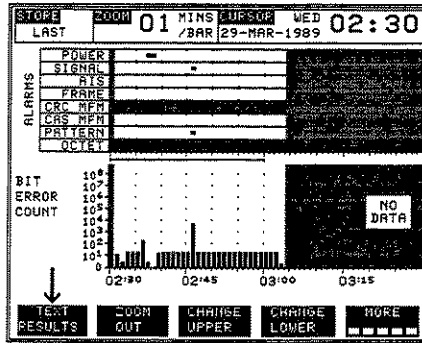 STORE ZOOM 01 MINS CURSOR WED 02:30
LAST /BAR 29-MAR-1989
ALARMS
POWER
SIGNAL
AIS
FRAME
CRC MFM
CAS MFM
PATTERN
OCTET
BIT
ERROR
COUNT
10⁸
10⁷
10⁶
10⁵
10⁴
10³
10²
10¹
0
NO
DATA
02:30 02:45 03:00 03:15
TEXT ZOOM CHANGE CHANGE MORE
RESULTS OUT UPPER LOWER